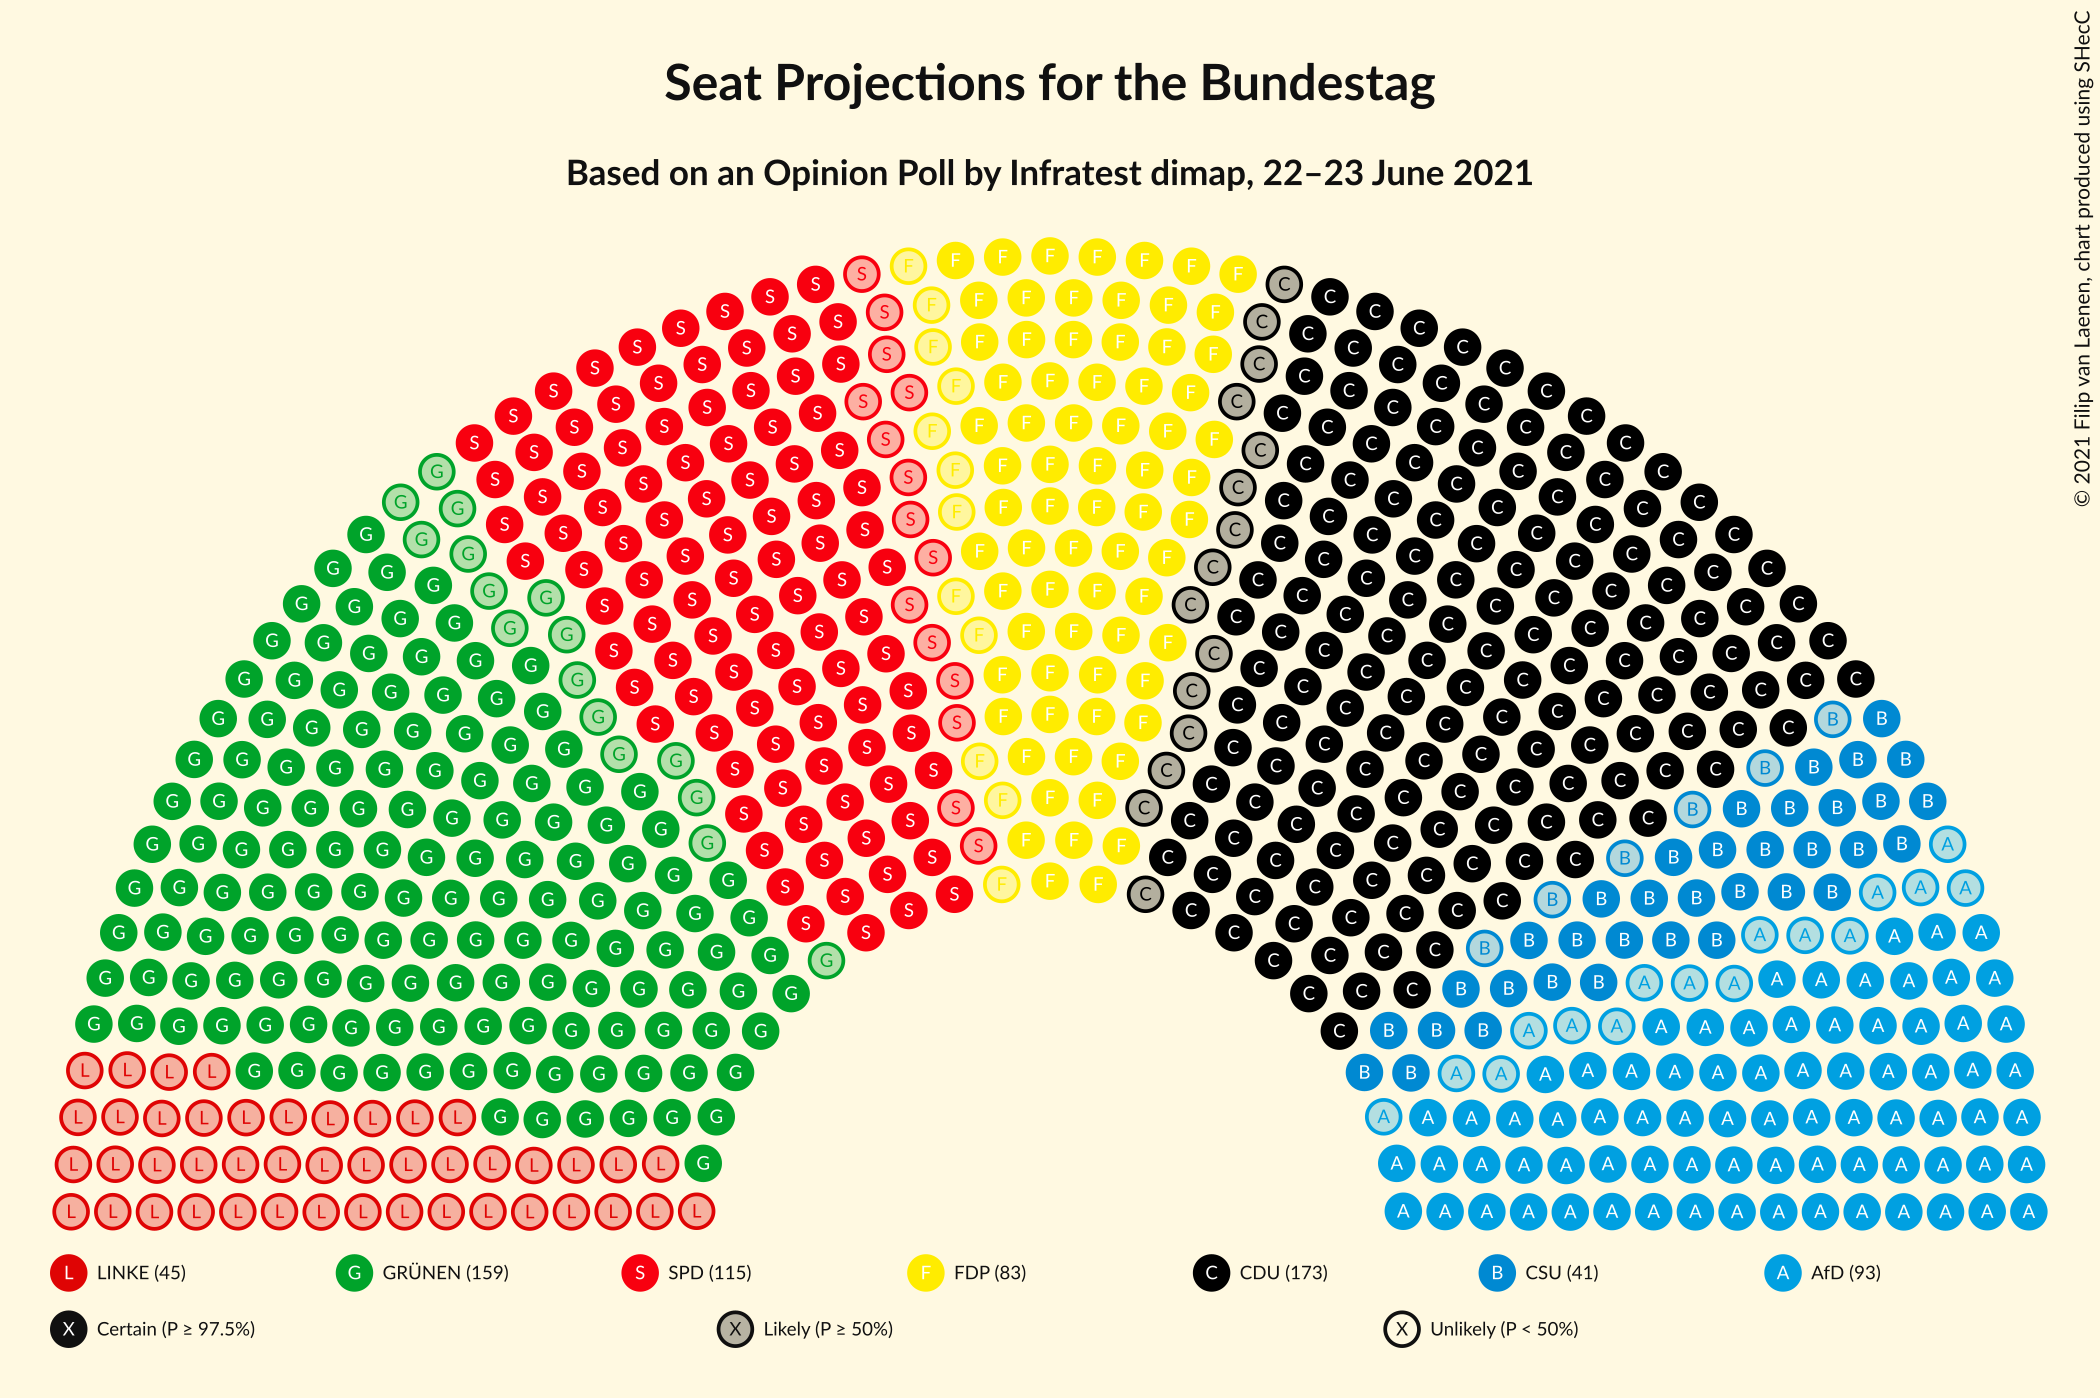 Seat Projections for the Bundestag
Based on an Opinion Poll by Infratest dimap, 22–23 June 2021
© 2021 Filip van Laenen, chart produced using SHecC
L LINKE (45)
G GRÜNEN (159)
S SPD (115)
F FDP (83)
C CDU (173)
B CSU (41)
A AfD (93)
X Certain (P ≥ 97.5%)
X Likely (P ≥ 50%)
X Unlikely (P < 50%)